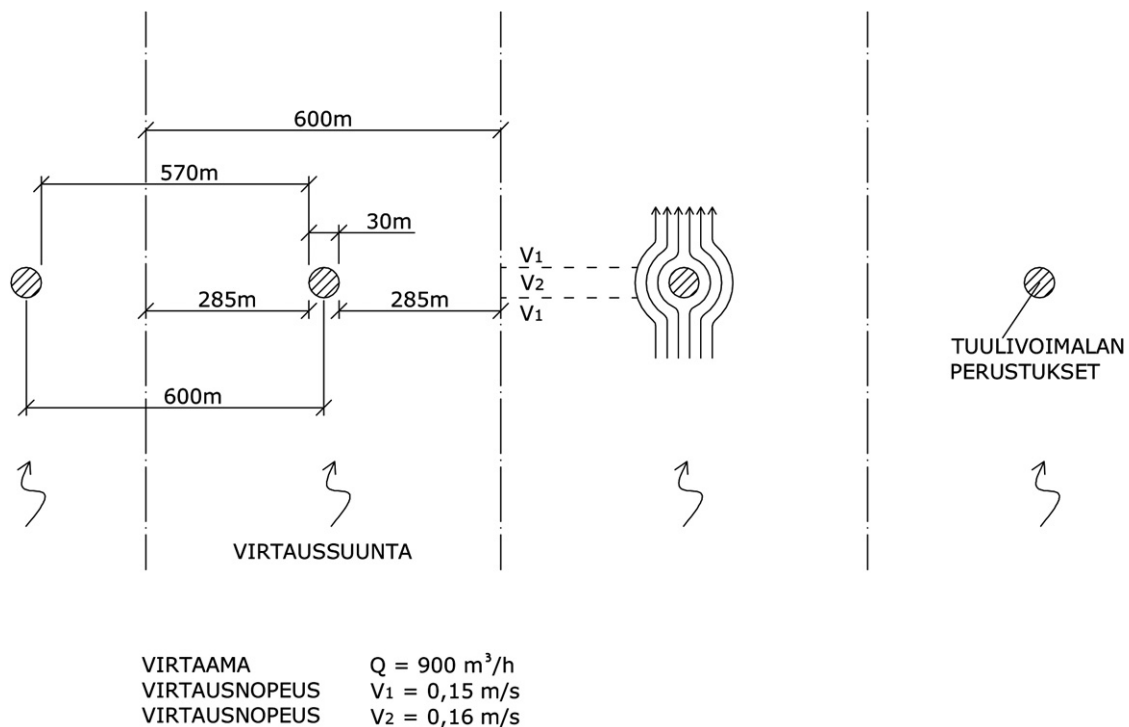 600m
570m
30m
V₁
V₂
285m
285m
V₁
TUULIVOIMALAN
PERUSTUKSET
600m
VIRTAUSSUUNTA
VIRTAAMA Q = 900 m³/h
VIRTAUSNOPEUS V₁ = 0,15 m/s
VIRTAUSNOPEUS V₂ = 0,16 m/s